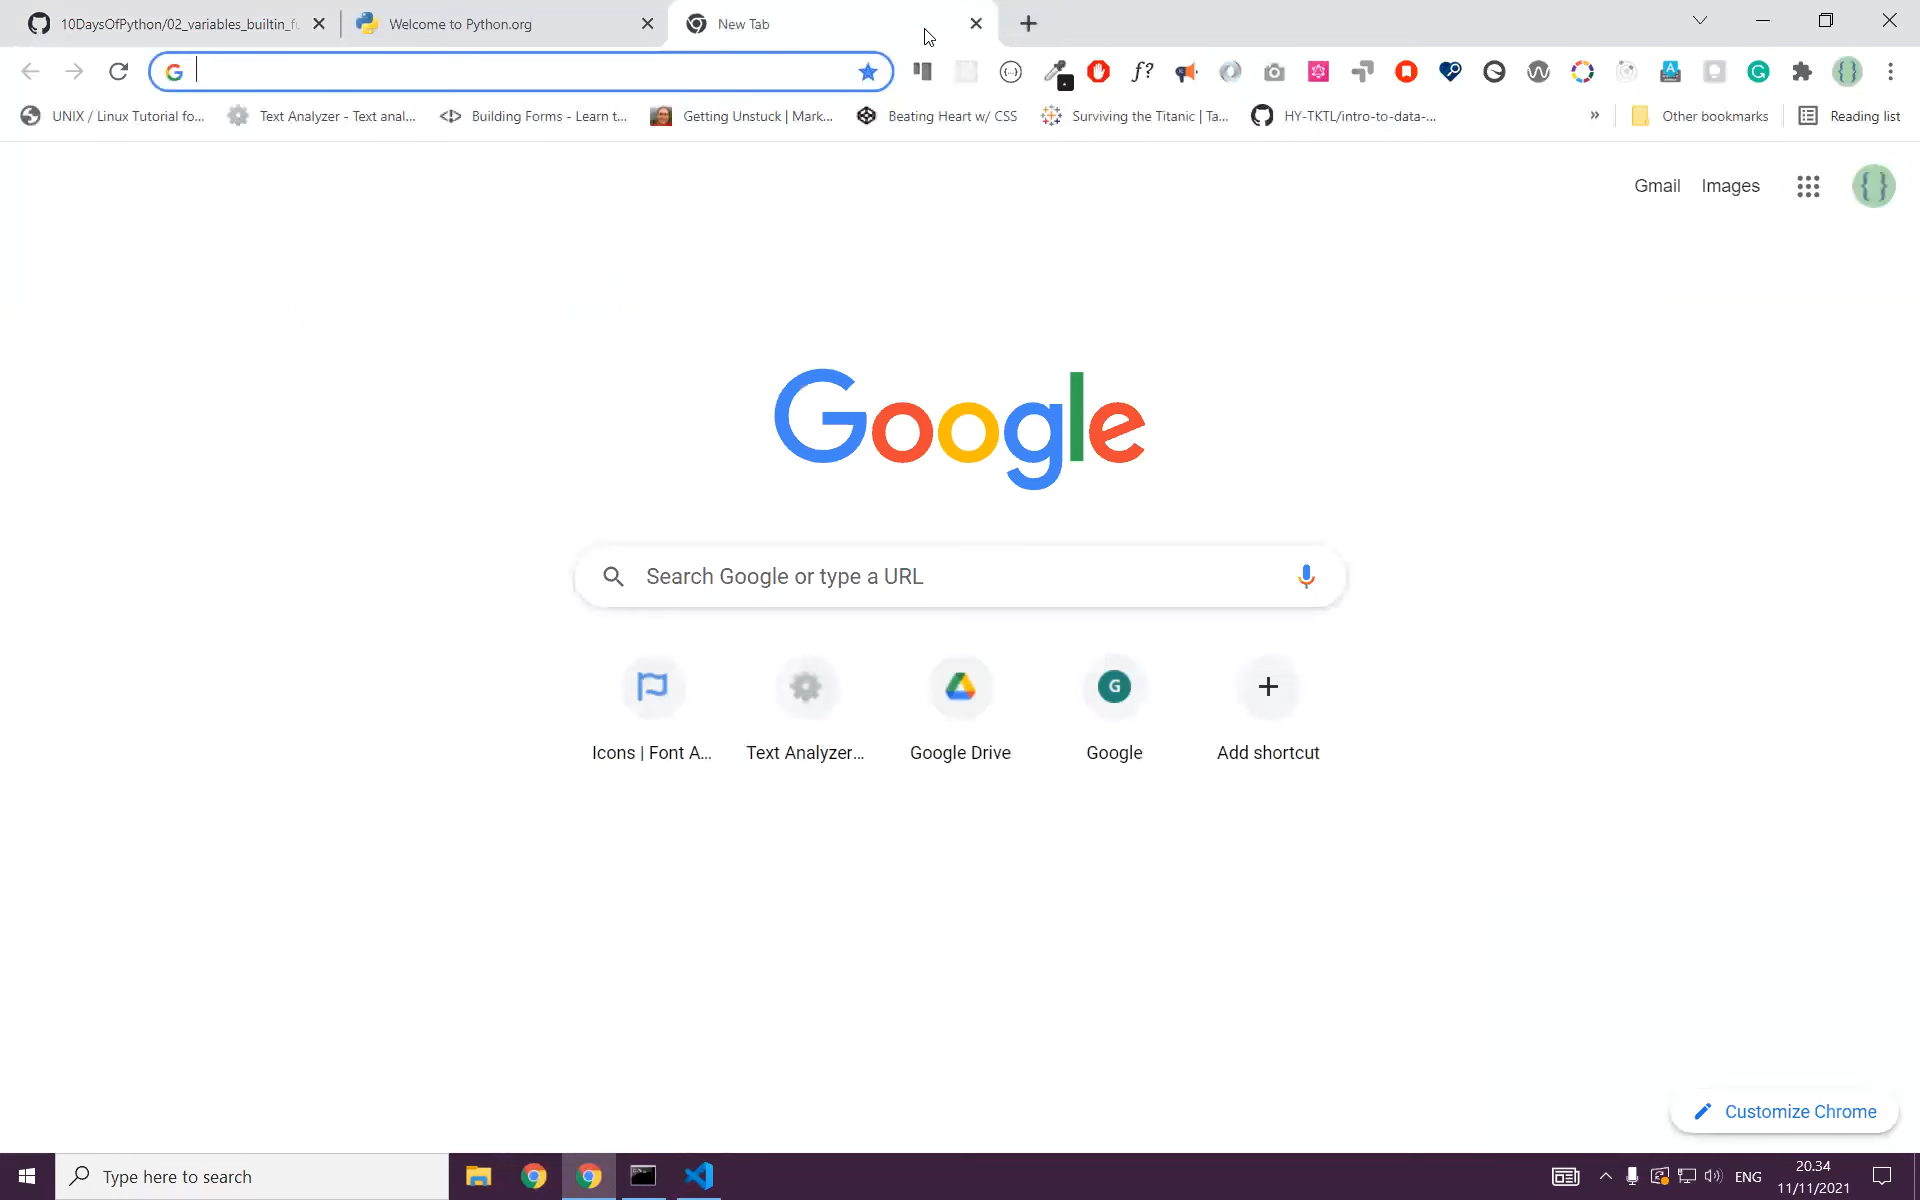 10DaysOfPython/02_variables_builtin_fu
Welcome to Python.org
New Tab
UNIX / Linux Tutorial fo...
Text Analyzer - Text anal...
Building Forms - Learn t...
Getting Unstuck | Mark...
Beating Heart w/ CSS
Surviving the Titanic | Ta...
HY-TKTL/intro-to-data-...
»
Other bookmarks
Reading list
Gmail
Images
Google
Search Google or type a URL
Icons | Font A...
Text Analyzer...
Google Drive
Google
Add shortcut
Customize Chrome
Type here to search
ENG
20.34
11/11/2021